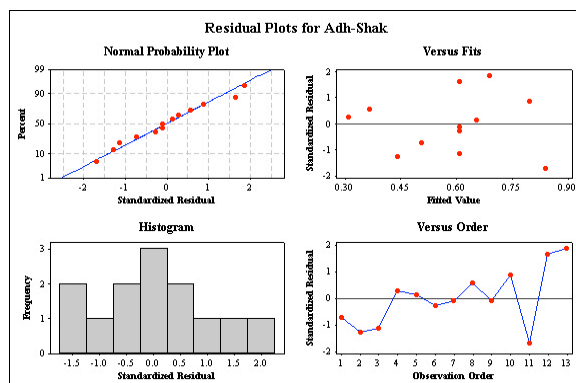 Residual Plots for Adh-Shak
Normal Probability Plot
Percent
99
90
50
10
1
-2 -1 0 1 2
Standardized Residual
Versus Fits
Standardized Residual
2
1
0
-1
-2
0.30 0.45 0.60 0.75 0.90
Fitted Value
Histogram
Frequency
3
2
1
0
-1.5 -1.0 -0.5 0.0 0.5 1.0 1.5 2.0
Standardized Residual
Versus Order
Standardized Residual
2
1
0
-1
-2
1 2 3 4 5 6 7 8 9 10 11 12 13
Observation Order